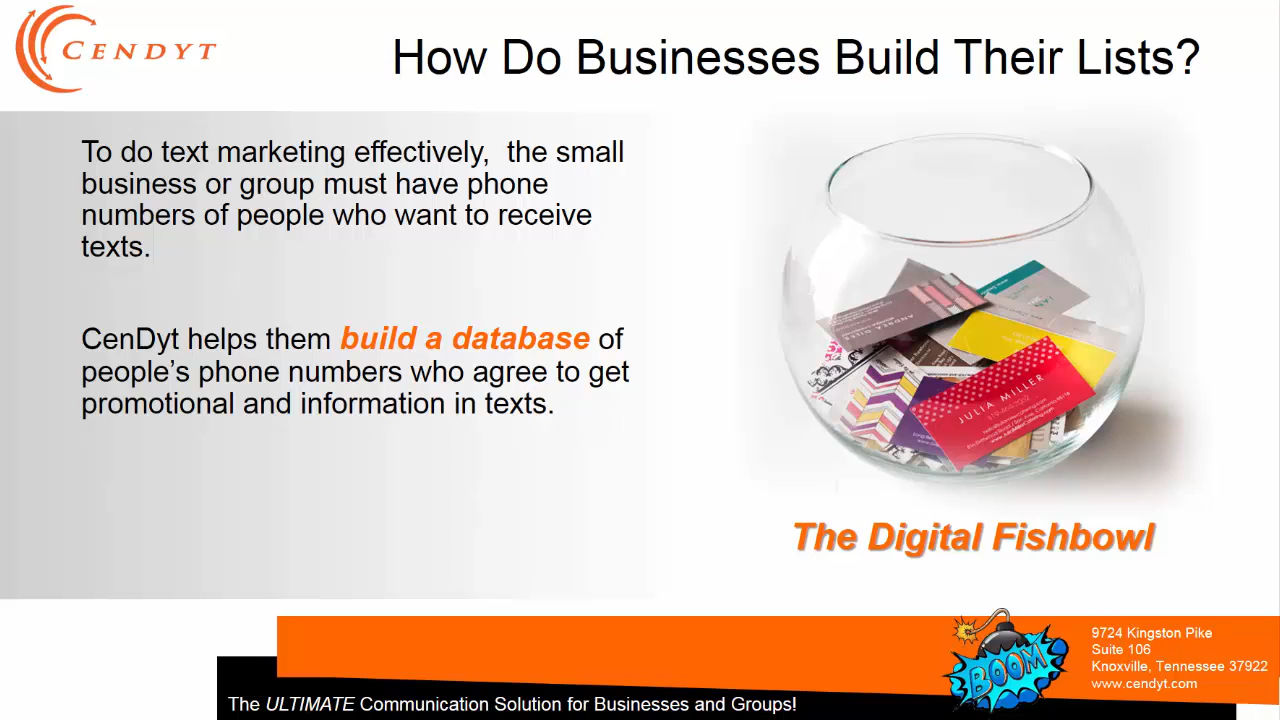 CENDYT
How Do Businesses Build Their Lists?
To do text marketing effectively, the small
business or group must have phone
numbers of people who want to receive
texts.
CenDyt helps them build a database of
people's phone numbers who agree to get
promotional and information in texts.
ANDREA MILLER
JULIA MILLER
The Digital Fishbowl
BOOM
9724 Kingston Pike
Suite 106
Knoxville, Tennessee 37922
www.cendyt.com
The ULTIMATE Communication Solution for Businesses and Groups!